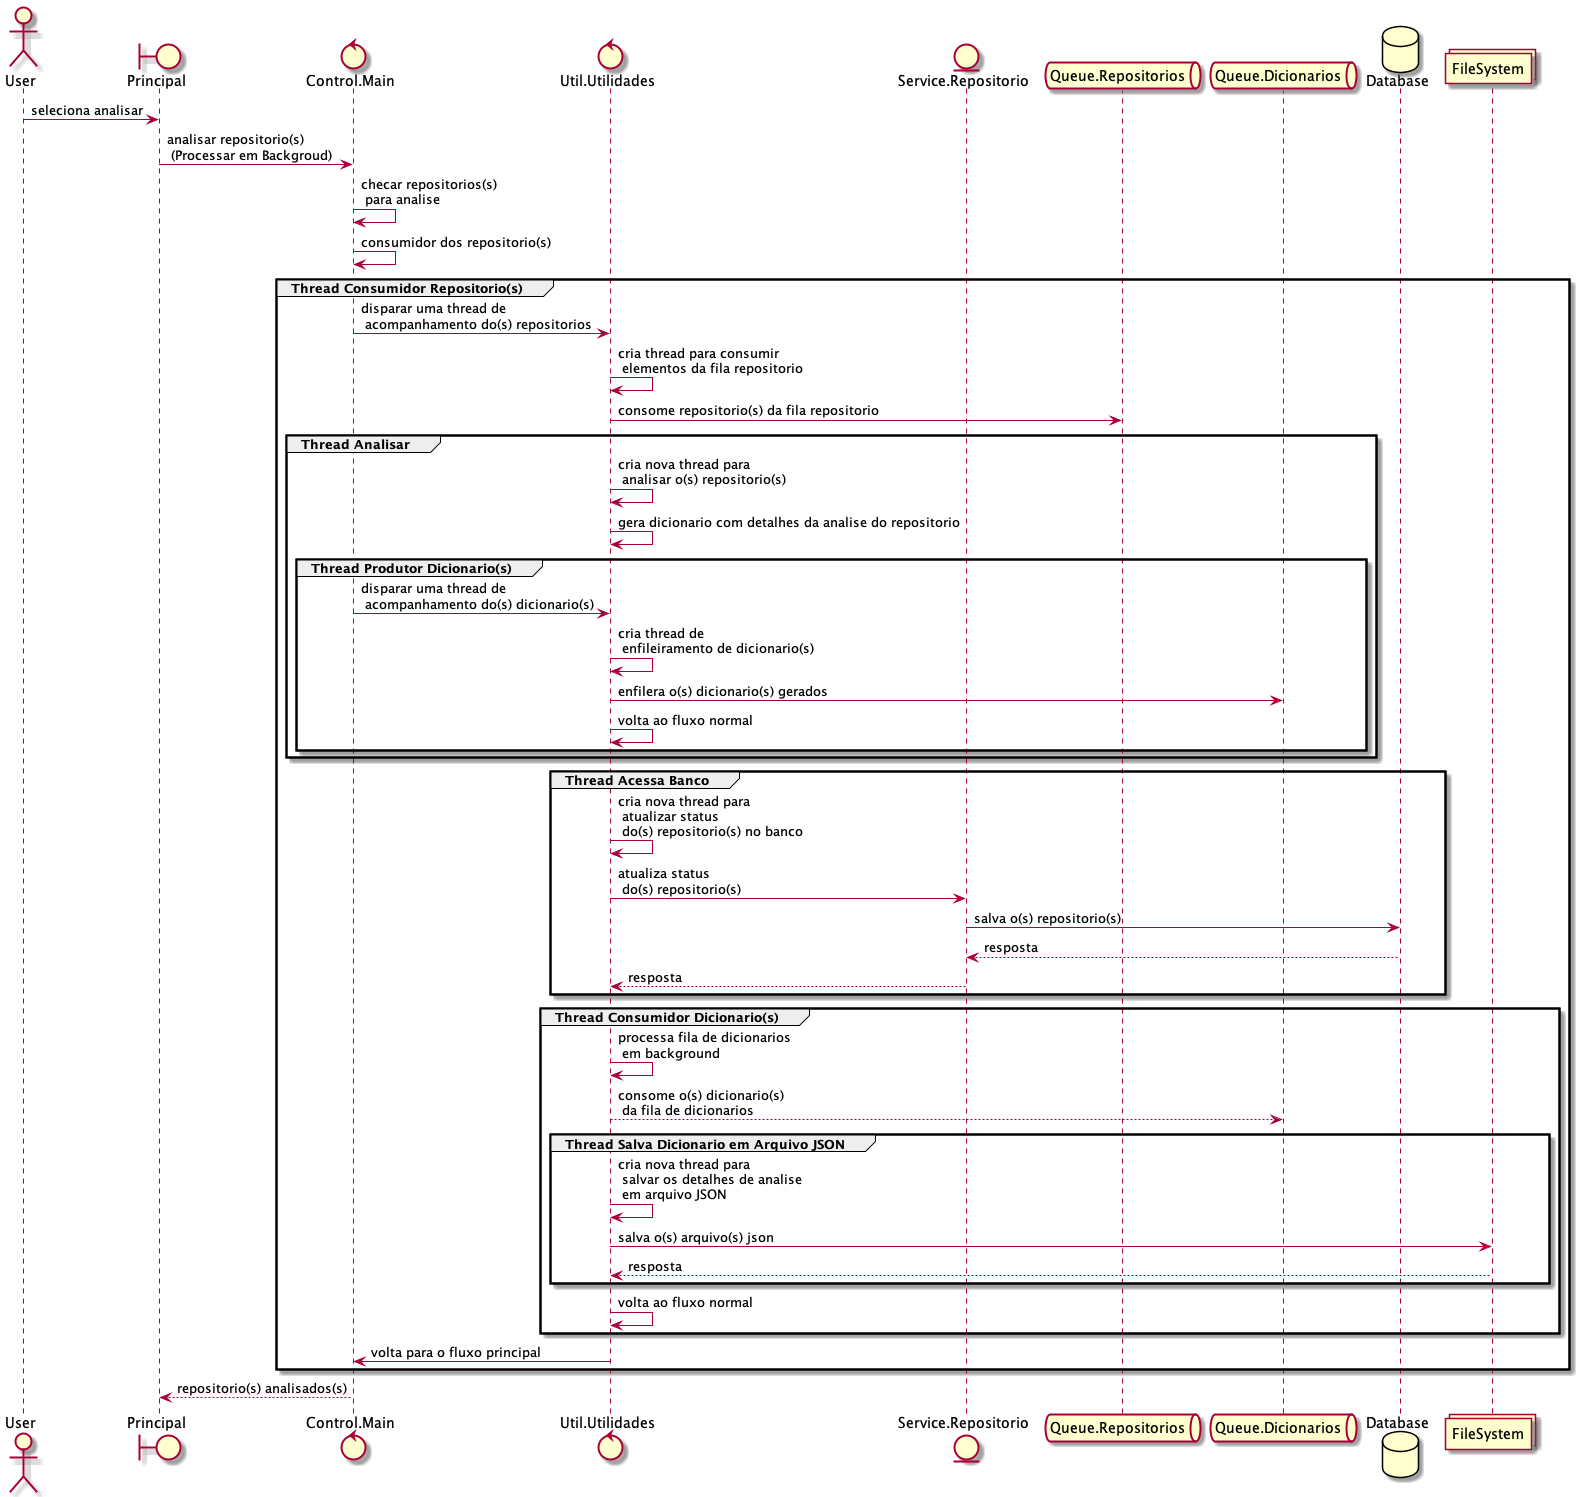 User
Principal
Control.Main
Util.Utilidades
Service.Repositorio
Queue.Repositorios
Queue.Dicionarios
Database
FileSystem
seleciona analisar
analisar repositorio(s)
(Processar em Backgroud)
checar repositorios(s)
para analise
consumidor dos repositorio(s)
Thread Consumidor Repositorio(s)
disparar uma thread de
acompanhamento do(s) repositorios
cria thread para consumir
elementos da fila repositorio
consome repositorio(s) da fila repositorio
Thread Analisar
cria nova thread para
analisar o(s) repositorio(s)
gera dicionario com detalhes da analise do repositorio
Thread Produtor Dicionario(s)
disparar uma thread de
acompanhamento do(s) dicionario(s)
cria thread de
enfileiramento de dicionario(s)
enfilera o(s) dicionario(s) gerados
volta ao fluxo normal
Thread Acessa Banco
cria nova thread para
atualizar status
do(s) repositorio(s) no banco
atualiza status
do(s) repositorio(s)
salva o(s) repositorio(s)
resposta
resposta
Thread Consumidor Dicionario(s)
processa fila de dicionarios
em background
consome o(s) dicionario(s)
da fila de dicionarios
Thread Salva Dicionario em Arquivo JSON
cria nova thread para
salvar os detalhes de analise
em arquivo JSON
salva o(s) arquivo(s) json
resposta
volta ao fluxo normal
volta para o fluxo principal
repositorio(s) analisados(s)
User
Principal
Control.Main
Util.Utilidades
Service.Repositorio
Queue.Repositorios
Queue.Dicionarios
Database
FileSystem